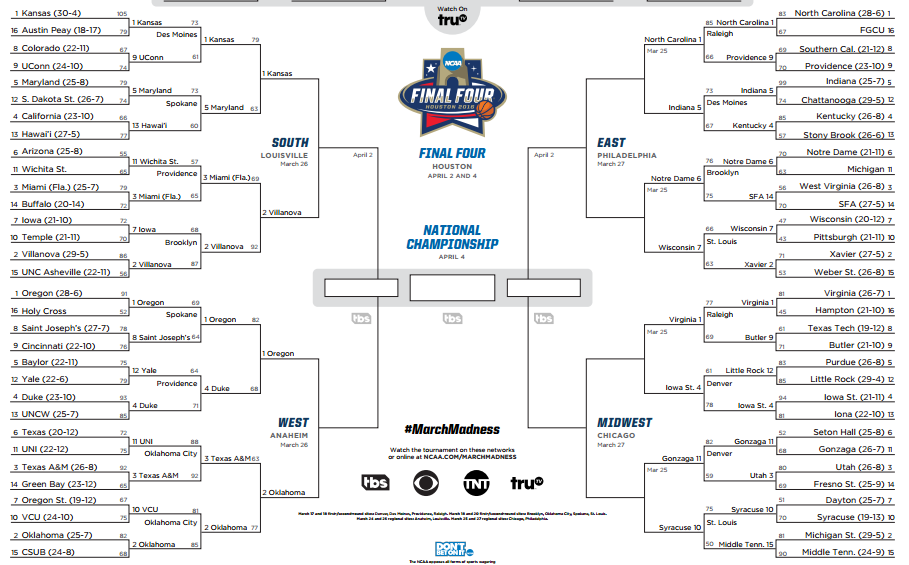 Watch On
truTV
1 Kansas (30-4) 105
16 Austin Peay (18-17) 79
8 Colorado (22-11) 67
9 UConn (24-10) 74
5 Maryland (25-8) 79
12 S. Dakota St. (26-7) 74
4 California (23-10) 66
13 Hawai'i (27-5) 77
6 Arizona (25-8) 55
11 Wichita St. 65
3 Miami (Fla.) (25-7) 79
14 Buffalo (20-14) 72
7 Iowa (21-10) 72
10 Temple (21-11) 70
2 Villanova (29-5) 86
15 UNC Asheville (22-11) 56
1 Kansas 73
Des Moines
9 UConn 61
5 Maryland 73
Spokane
13 Hawai'i 60
11 Wichita St. 57
Providence
3 Miami (Fla.) 65
7 Iowa 68
Brooklyn
2 Villanova 87
1 Kansas 79
5 Maryland 63
3 Miami (Fla.) 69
2 Villanova 92
1 Kansas
2 Villanova
SOUTH
LOUISVILLE
March 26
April 2
1 Oregon (28-6) 91
16 Holy Cross 52
8 Saint Joseph's (27-7) 78
9 Cincinnati (22-10) 76
5 Baylor (22-11) 75
12 Yale (22-6) 79
4 Duke (23-10) 93
13 UNCW (25-7) 85
6 Texas (20-12) 72
11 UNI (22-12) 75
3 Texas A&M (26-8) 92
14 Green Bay (23-12) 65
7 Oregon St. (19-12) 67
10 VCU (24-10) 75
2 Oklahoma (25-7) 82
15 CSUB (24-8) 68
1 Oregon 69
Spokane
8 Saint Joseph's 64
12 Yale 64
Providence
4 Duke 71
11 UNI 88
Oklahoma City
3 Texas A&M 92
10 VCU 81
Oklahoma City
2 Oklahoma 85
1 Oregon 82
4 Duke 68
3 Texas A&M 63
2 Oklahoma 77
1 Oregon
2 Oklahoma
WEST
ANAHEIM
March 26
NCAA
FINAL FOUR
HOUSTON 2016
FINAL FOUR
HOUSTON
APRIL 2 AND 4
NATIONAL
CHAMPIONSHIP
APRIL 4
tbs
tbs
tbs
#MarchMadness
Watch the tournament on these networks
or online at NCAA.COM/MARCHMADNESS
tbs
TNT
truTV
March 17 and 19 first/second round sites: Denver, Des Moines, Providence, Raleigh. March 18 and 20 first/second round sites: Brooklyn, Oklahoma City, Spokane, St. Louis.
March 24 and 26 regional sites: Anaheim, Louisville. March 25 and 27 regional sites: Chicago, Philadelphia.
DON'T
BET ON IT
The NCAA opposes all forms of sports wagering
83 North Carolina (28-6) 1
67 FGCU 16
69 Southern Cal. (21-12) 8
70 Providence (23-10) 9
99 Indiana (25-7) 5
74 Chattanooga (29-5) 12
85 Kentucky (26-8) 4
57 Stony Brook (26-6) 13
70 Notre Dame (21-11) 6
63 Michigan 11
56 West Virginia (26-8) 3
70 SFA (27-5) 14
47 Wisconsin (20-12) 7
43 Pittsburgh (21-11) 10
71 Xavier (27-5) 2
53 Weber St. (26-8) 15
85 North Carolina 1
Raleigh
66 Providence 9
73 Indiana 5
Des Moines
67 Kentucky 4
76 Notre Dame 6
Brooklyn
75 SFA 14
66 Wisconsin 7
St. Louis
63 Xavier 2
North Carolina 1
Mar 25
Indiana 5
Notre Dame 6
Mar 25
Wisconsin 7
EAST
PHILADELPHIA
March 27
April 2
81 Virginia (26-7) 1
45 Hampton (21-10) 16
61 Texas Tech (19-12) 8
71 Butler (21-10) 9
83 Purdue (26-8) 5
85 Little Rock (29-4) 12
94 Iowa St. (21-11) 4
81 Iona (22-10) 13
52 Seton Hall (25-8) 6
68 Gonzaga (26-7) 11
80 Utah (26-8) 3
69 Fresno St. (25-9) 14
51 Dayton (25-7) 7
70 Syracuse (19-13) 10
81 Michigan St. (29-5) 2
90 Middle Tenn. (24-9) 15
77 Virginia 1
Raleigh
69 Butler 9
61 Little Rock 12
Denver
78 Iowa St. 4
82 Gonzaga 11
Denver
59 Utah 3
75 Syracuse 10
St. Louis
50 Middle Tenn. 15
Virginia 1
Mar 25
Iowa St. 4
Gonzaga 11
Mar 25
Syracuse 10
MIDWEST
CHICAGO
March 27